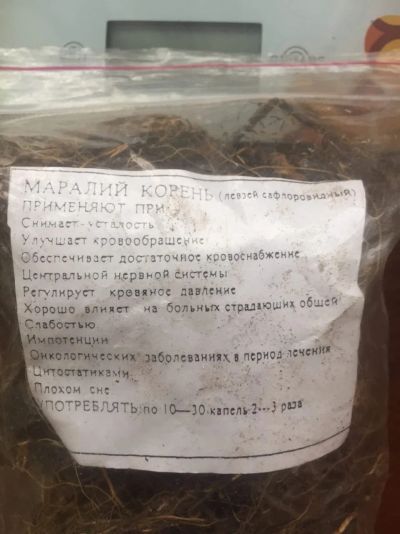 МАРАЛИЙ КОРЕНЬ (левзей сафлоровидный)
ПРИМЕНЯЮТ ПРИ
Снимает усталость
Улучшает кровообращение
Обеспечивает достаточное кровоснабжение
Центральной нервной системы
Регулирует кровяное давление
Хорошо влияет на больных страдающих общей
Слабостью
Импотенции
Онкологических заболеваниях в период лечения
Цитостатиками
Плохом сне
УПОТРЕБЛЯТЬ: по 10—30 капель 2---3 раза